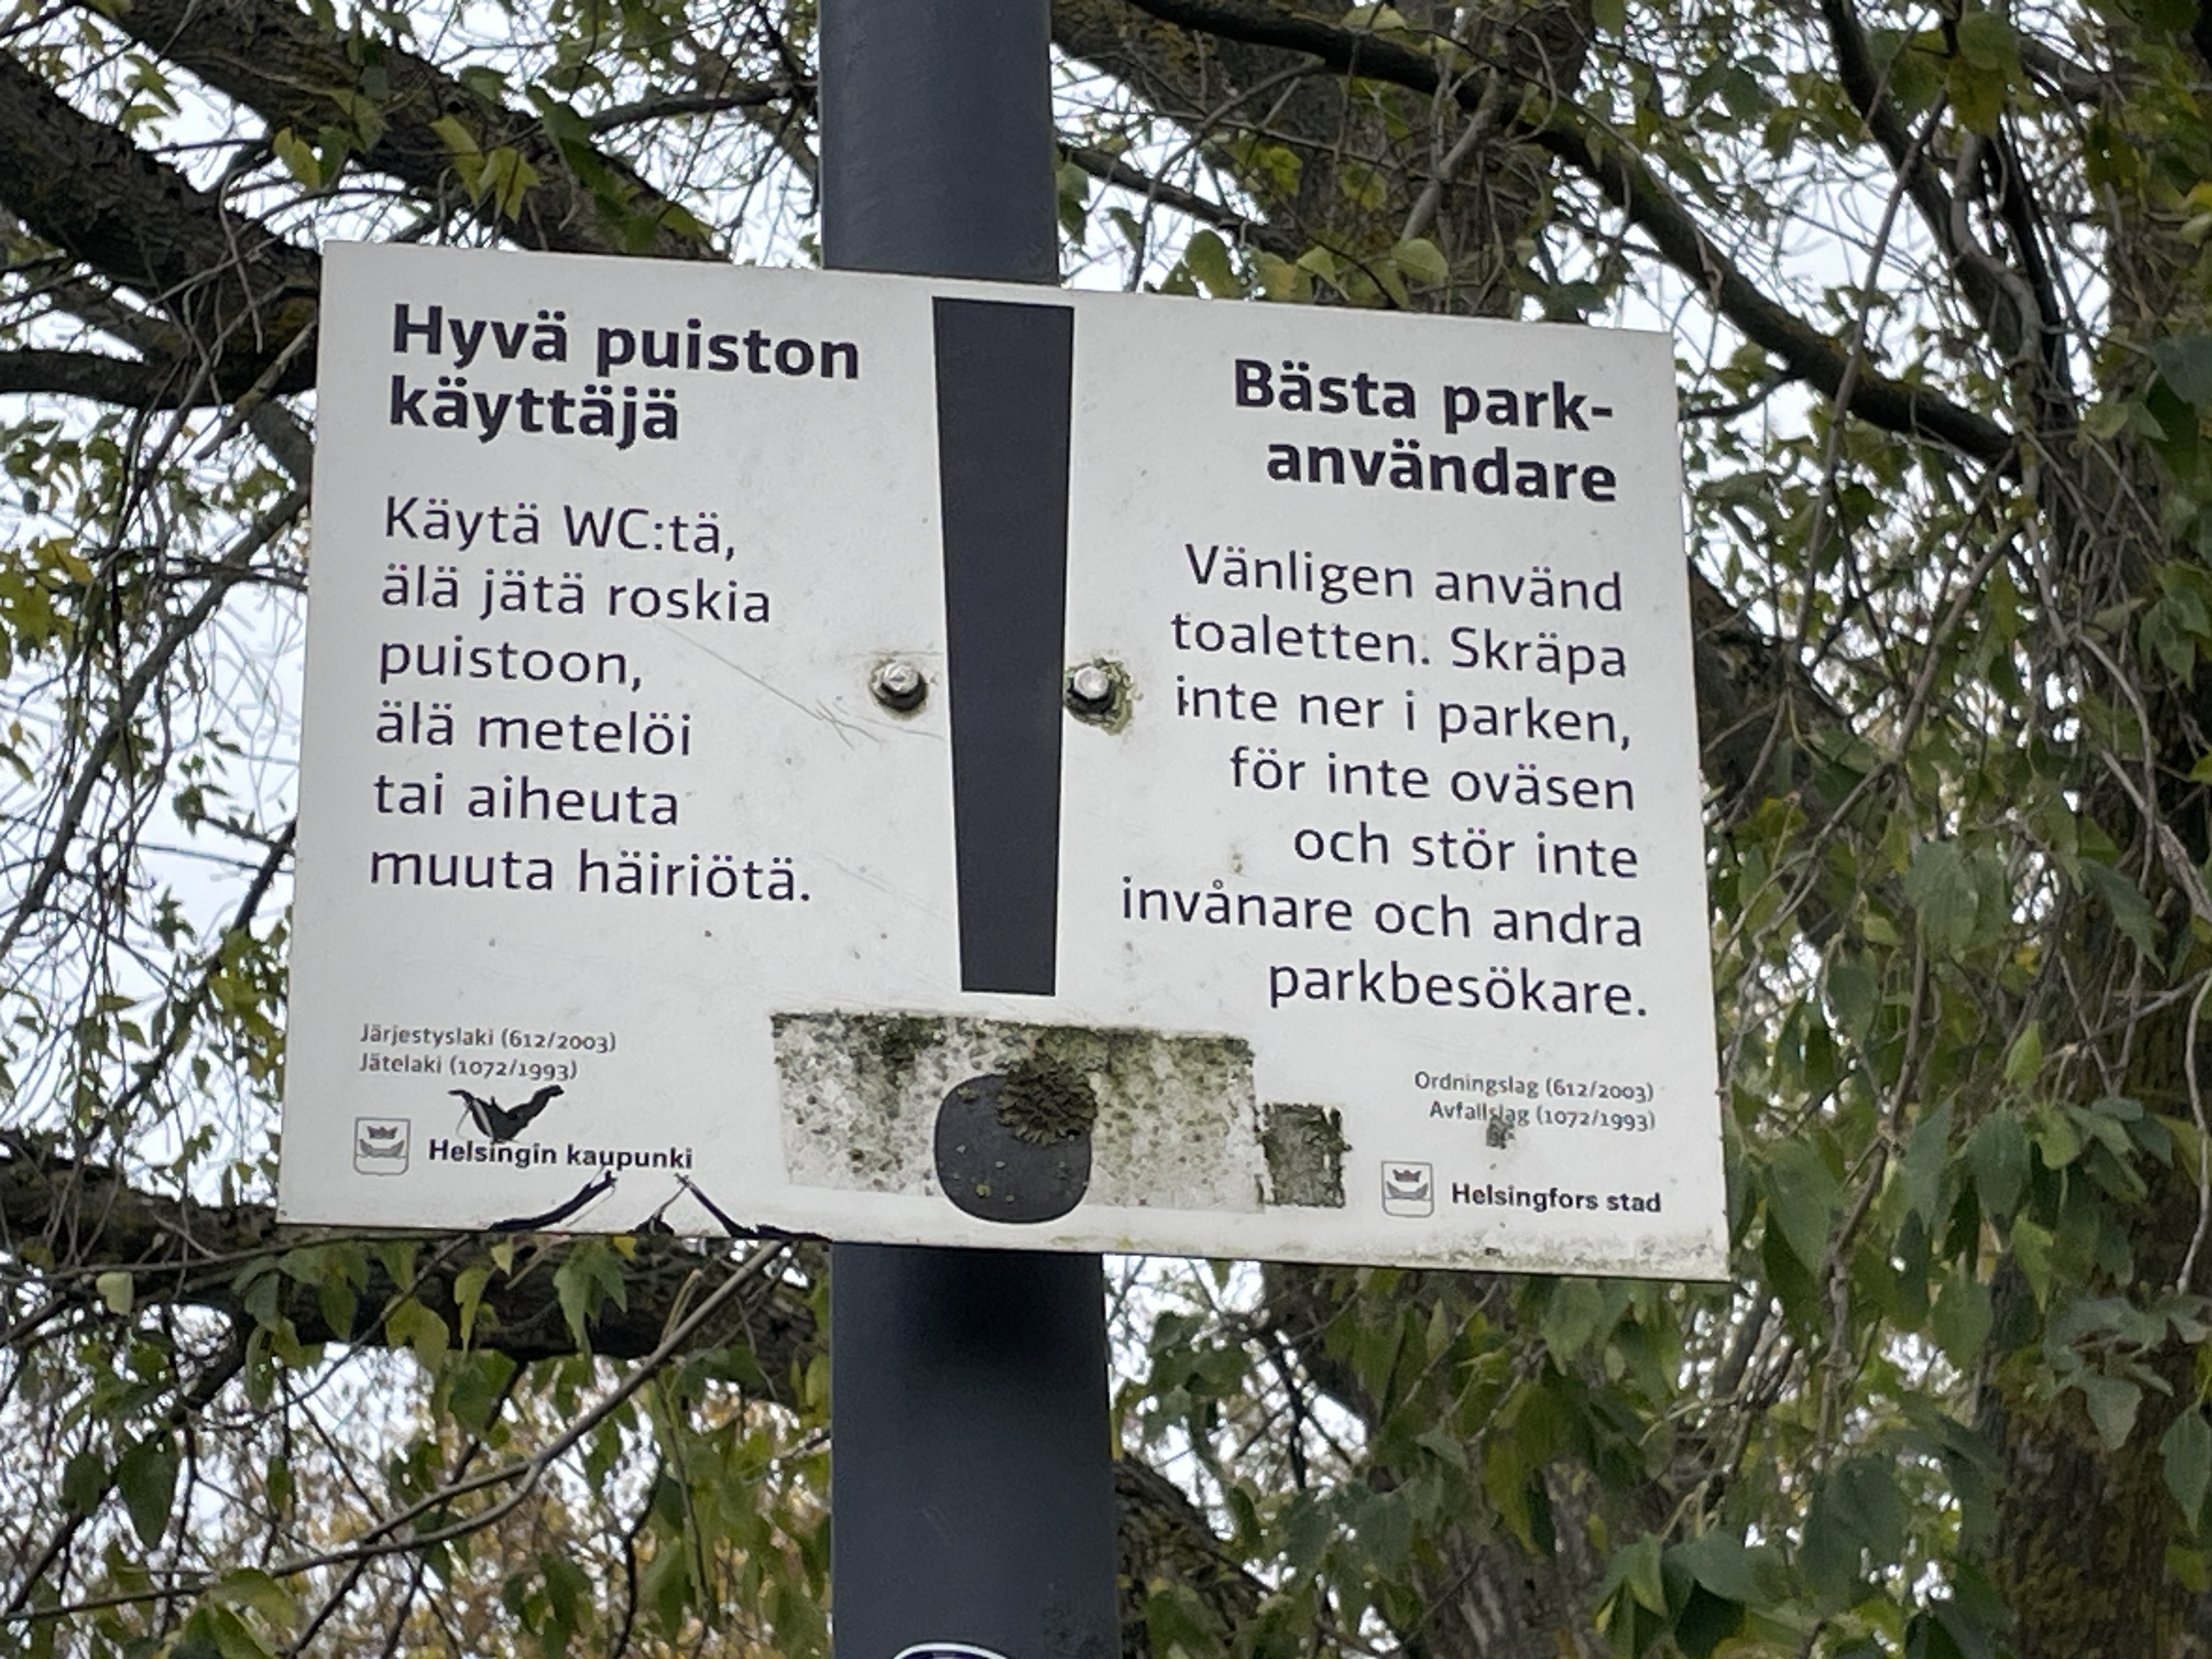 Hyvä puiston
käyttäjä
Käytä WC:tä,
älä jätä roskia
puistoon,
älä metelöi
tai aiheuta
muuta häiriötä.
Järjestyslaki (612/2003)
Jätelaki (1072/1993)
Helsingin kaupunki
Bästa park-
användare
Vänligen använd
toaletten. Skräpa
inte ner i parken,
för inte oväsen
och stör inte
invånare och andra
parkbesökare.
Ordningslag (612/2003)
Avfallslag (1072/1993)
Helsingfors stad